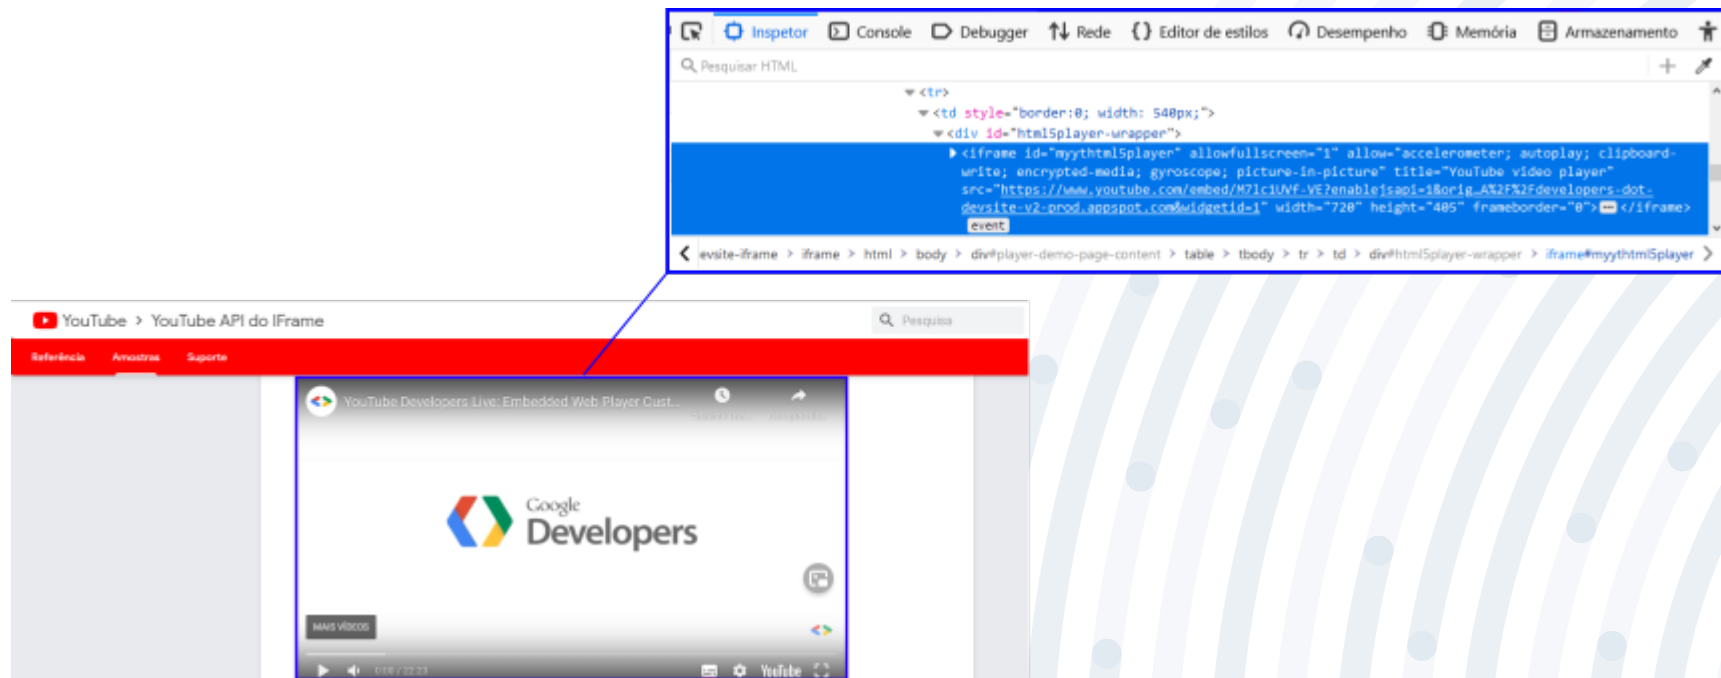 Inspetor Console Debugger Rede Editor de estilos Desempenho Memória Armazenamento
Pesquisar HTML
<tr>
<td style="border:0; width: 540px;">
<div id="html5player-wrapper">
<iframe id="myythtml5player" allowfullscreen="1" allow="accelerometer; autoplay; clipboard-
write; encrypted-media; gyroscope; picture-in-picture" title="YouTube video player"
src="https://www.youtube.com/embed/M7lc1UVf-VE?enablejsapi=1&orig…A%2F%2Fdevelopers-dot-
devsite-v2-prod.appspot.com&widgetid=1" width="720" height="405" frameborder="0"></iframe>
event
evsite-iframe > iframe > html > body > div#player-demo-page-content > table > tbody > tr > td > div#html5player-wrapper > iframe#myythtml5player
YouTube > YouTube API do IFrame
Pesquisa
Referência Amostras Suporte
YouTube Developers Live: Embedded Web Player Cust...
Google
Developers
MAIS VÍDEOS
0:00 / 22:23
YouTube